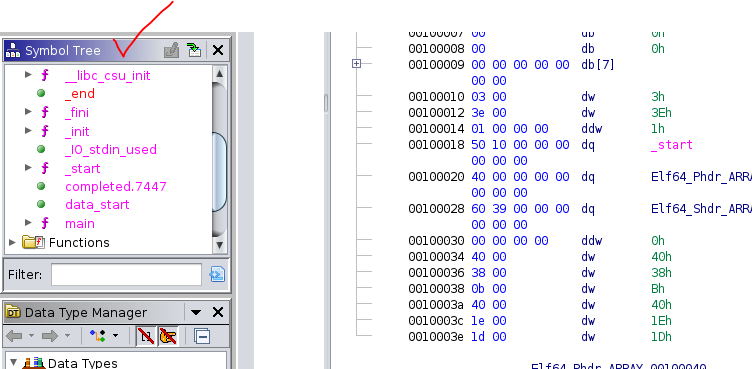 Symbol Tree
__libc_csu_init
_end
_fini
_init
_IO_stdin_used
_start
completed.7447
data_start
main
Functions
Filter:
Data Type Manager
Data Types
00100007 00 db 0h
00100008 00 db 0h
00100009 00 00 00 00 00 db[7]
00 00
00100010 03 00 dw 3h
00100012 3e 00 dw 3Eh
00100014 01 00 00 00 ddw 1h
00100018 50 10 00 00 00 dq _start
00 00 00
00100020 40 00 00 00 00 dq Elf64_Phdr_ARRA
00 00 00
00100028 60 39 00 00 00 dq Elf64_Shdr_ARRA
00 00 00
00100030 00 00 00 00 ddw 0h
00100034 40 00 dw 40h
00100036 38 00 dw 38h
00100038 0b 00 dw Bh
0010003a 40 00 dw 40h
0010003c 1e 00 dw 1Eh
0010003e 1d 00 dw 1Dh
Elf64_Phdr_ARRAY_00100040